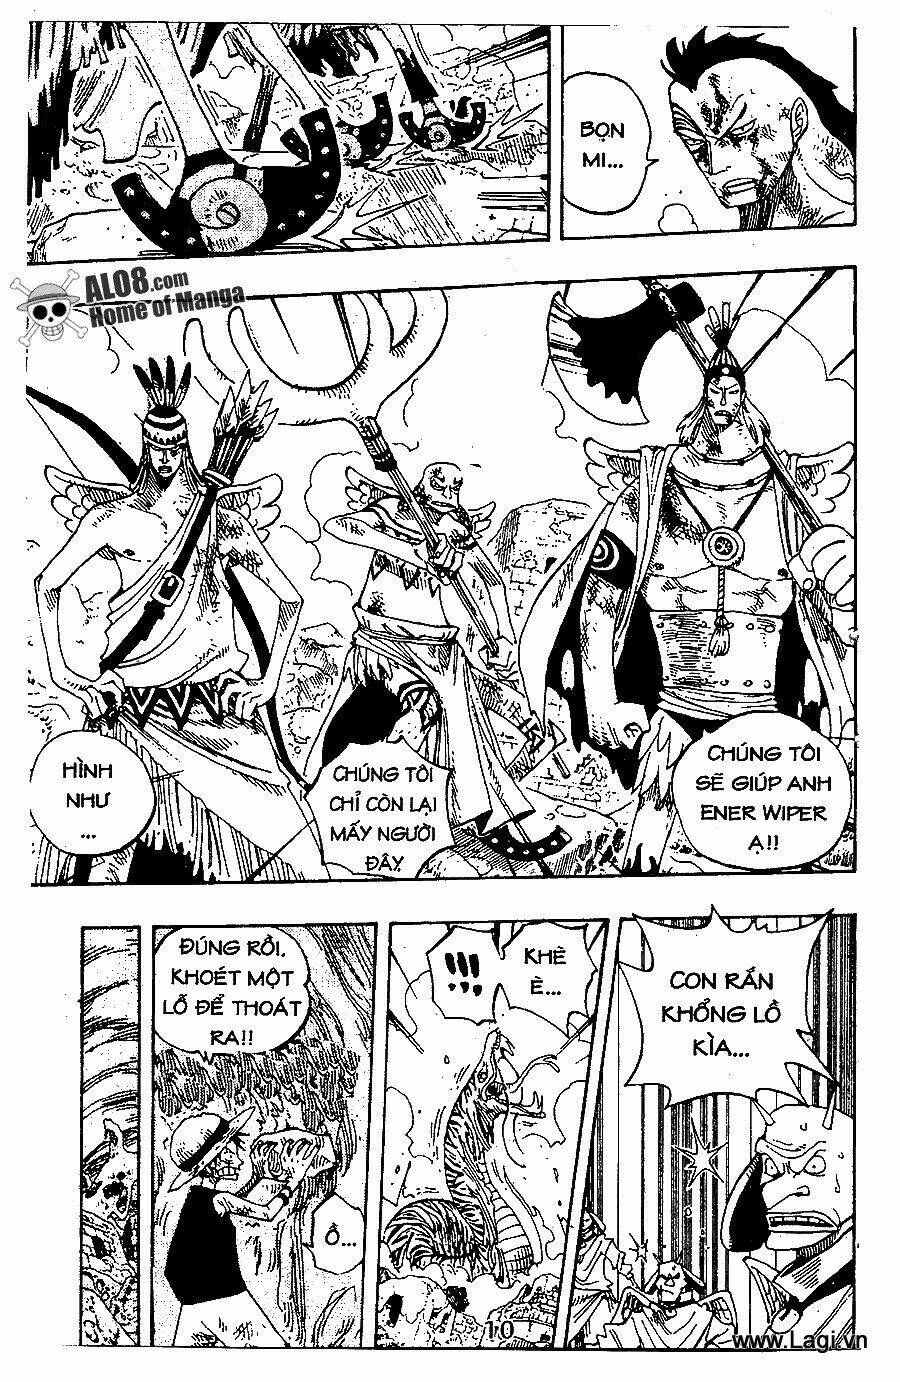 BỌN
MI...
AL08.com
Home of Manga
HÌNH
NHƯ
...
CHÚNG TÔI
CHỈ CÒN LẠI
MẤY NGƯỜI
ĐÂY.
CHÚNG TÔI
SẼ GIÚP ANH
ENER WIPER
Ạ!!
ĐÚNG RỒI,
KHOÉT MỘT
LỖ ĐỂ THOÁT
RA!!
Ồ...
!!!
KHÈ
È...
CON RẮN
KHỔNG LỒ
KÌA...
10
www.Lagi.vn